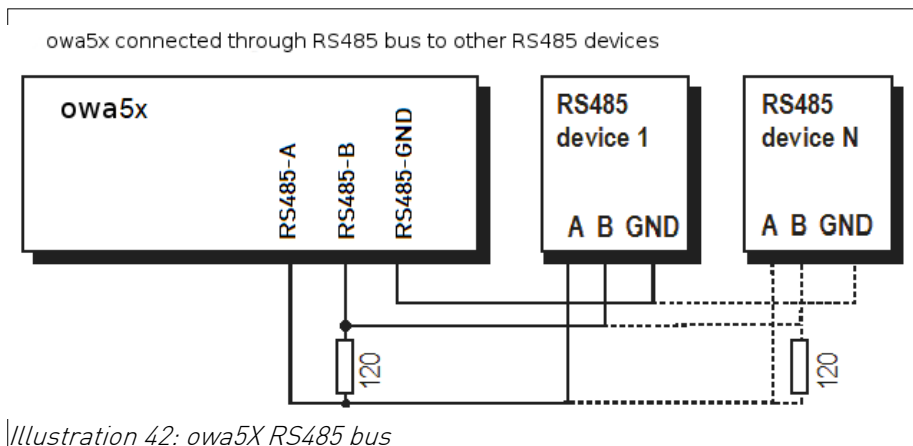 owa5x connected through RS485 bus to other RS485 devices
owa5x
RS485-A
RS485-B
RS485-GND
RS485
device 1
A B GND
RS485
device N
A B GND
120
120
Illustration 42: owa5X RS485 bus